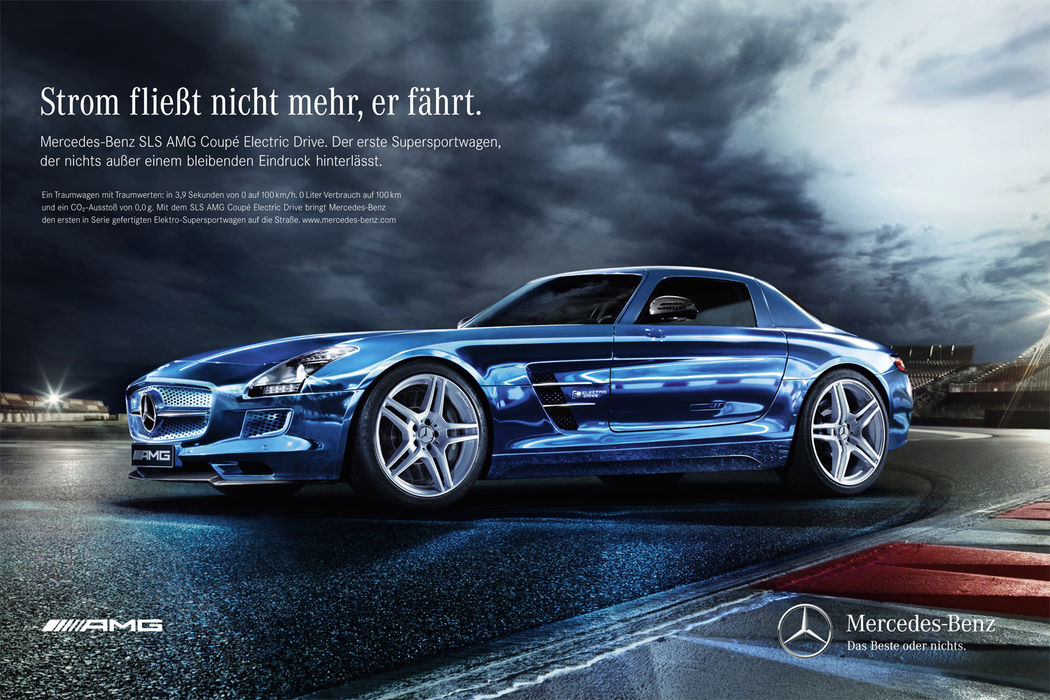 Strom fließt nicht mehr, er fährt.
Mercedes-Benz SLS AMG Coupé Electric Drive. Der erste Supersportwagen,
der nichts außer einem bleibenden Eindruck hinterlässt.
Ein Traumwagen mit Traumwerten: in 3,9 Sekunden von 0 auf 100 km/h. 0 Liter Verbrauch auf 100 km
und ein CO₂-Ausstoß von 0,0 g. Mit dem SLS AMG Coupé Electric Drive bringt Mercedes-Benz
den ersten in Serie gefertigten Elektro-Supersportwagen auf die Straße. www.mercedes-benz.com
ELECTRIC
DRIVE
AMG
AMG
Mercedes-Benz
Das Beste oder nichts.